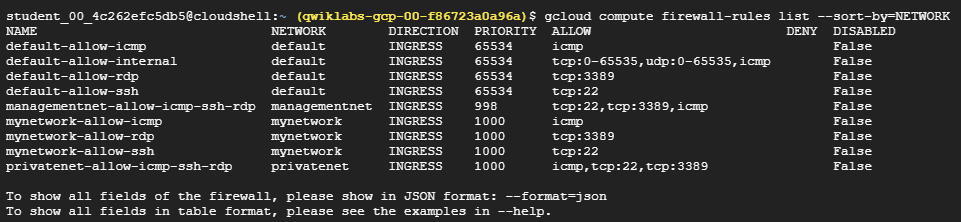 student_00_4c262efc5db5@cloudshell:~ (qwiklabs-gcp-00-f86723a0a96a)$ gcloud compute firewall-rules list --sort-by=NETWORK
NAME NETWORK DIRECTION PRIORITY ALLOW DENY DISABLED
default-allow-icmp default INGRESS 65534 icmp False
default-allow-internal default INGRESS 65534 tcp:0-65535,udp:0-65535,icmp False
default-allow-rdp default INGRESS 65534 tcp:3389 False
default-allow-ssh default INGRESS 65534 tcp:22 False
managementnet-allow-icmp-ssh-rdp managementnet INGRESS 998 tcp:22,tcp:3389,icmp False
mynetwork-allow-icmp mynetwork INGRESS 1000 icmp False
mynetwork-allow-rdp mynetwork INGRESS 1000 tcp:3389 False
mynetwork-allow-ssh mynetwork INGRESS 1000 tcp:22 False
privatenet-allow-icmp-ssh-rdp privatenet INGRESS 1000 icmp,tcp:22,tcp:3389 False
To show all fields of the firewall, please show in JSON format: --format=json
To show all fields in table format, please see the examples in --help.